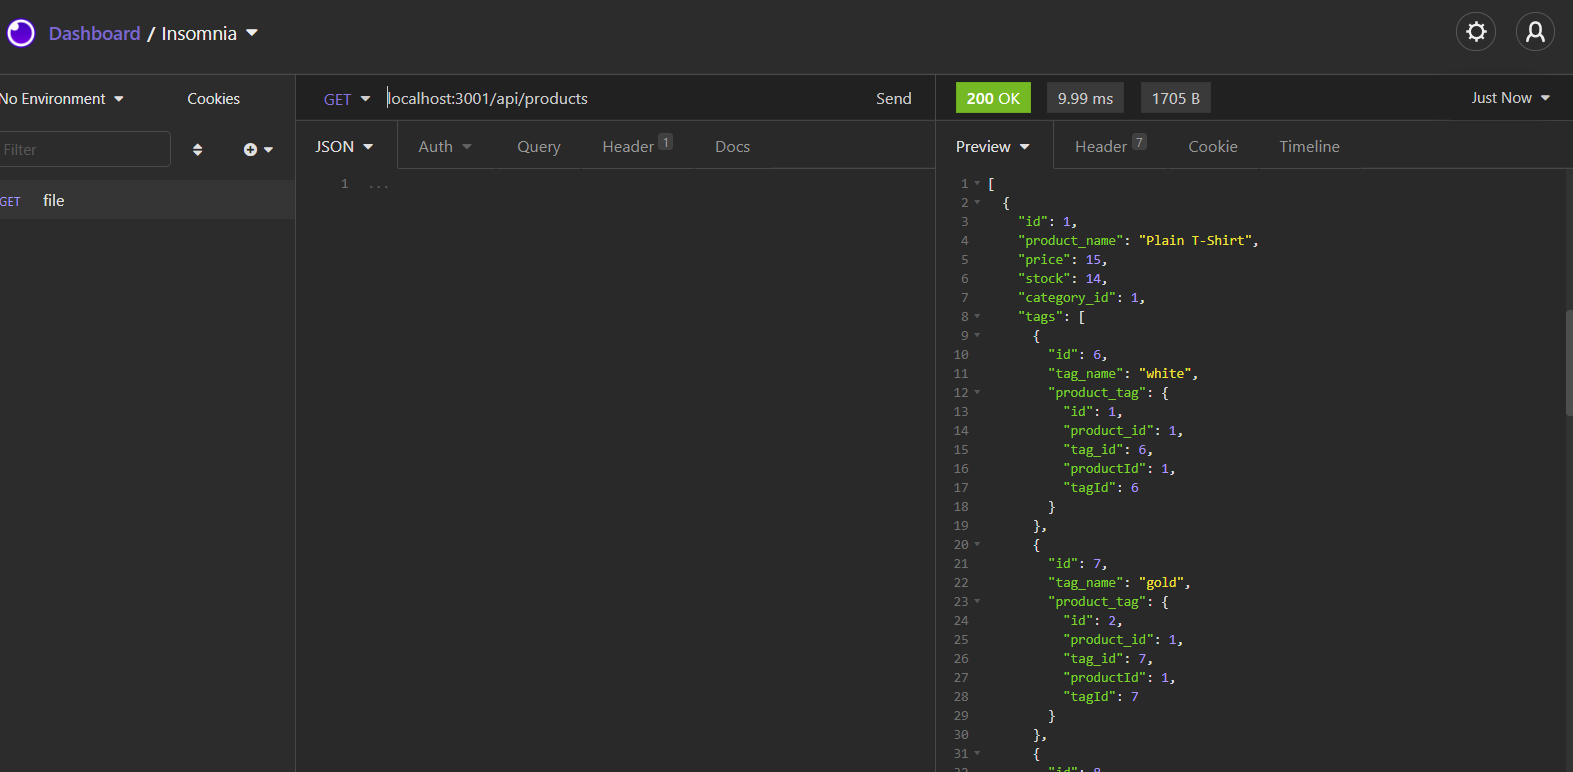 Dashboard / Insomnia
No Environment
Cookies
Filter
GET file
GET localhost:3001/api/products Send
JSON Auth Query Header 1 Docs
1 ...
200 OK 9.99 ms 1705 B Just Now
Preview Header 7 Cookie Timeline
1 [
2 {
3 "id": 1,
4 "product_name": "Plain T-Shirt",
5 "price": 15,
6 "stock": 14,
7 "category_id": 1,
8 "tags": [
9 {
10 "id": 6,
11 "tag_name": "white",
12 "product_tag": {
13 "id": 1,
14 "product_id": 1,
15 "tag_id": 6,
16 "productId": 1,
17 "tagId": 6
18 }
19 },
20 {
21 "id": 7,
22 "tag_name": "gold",
23 "product_tag": {
24 "id": 2,
25 "product_id": 1,
26 "tag_id": 7,
27 "productId": 1,
28 "tagId": 7
29 }
30 },
31 {
32 "id": 8